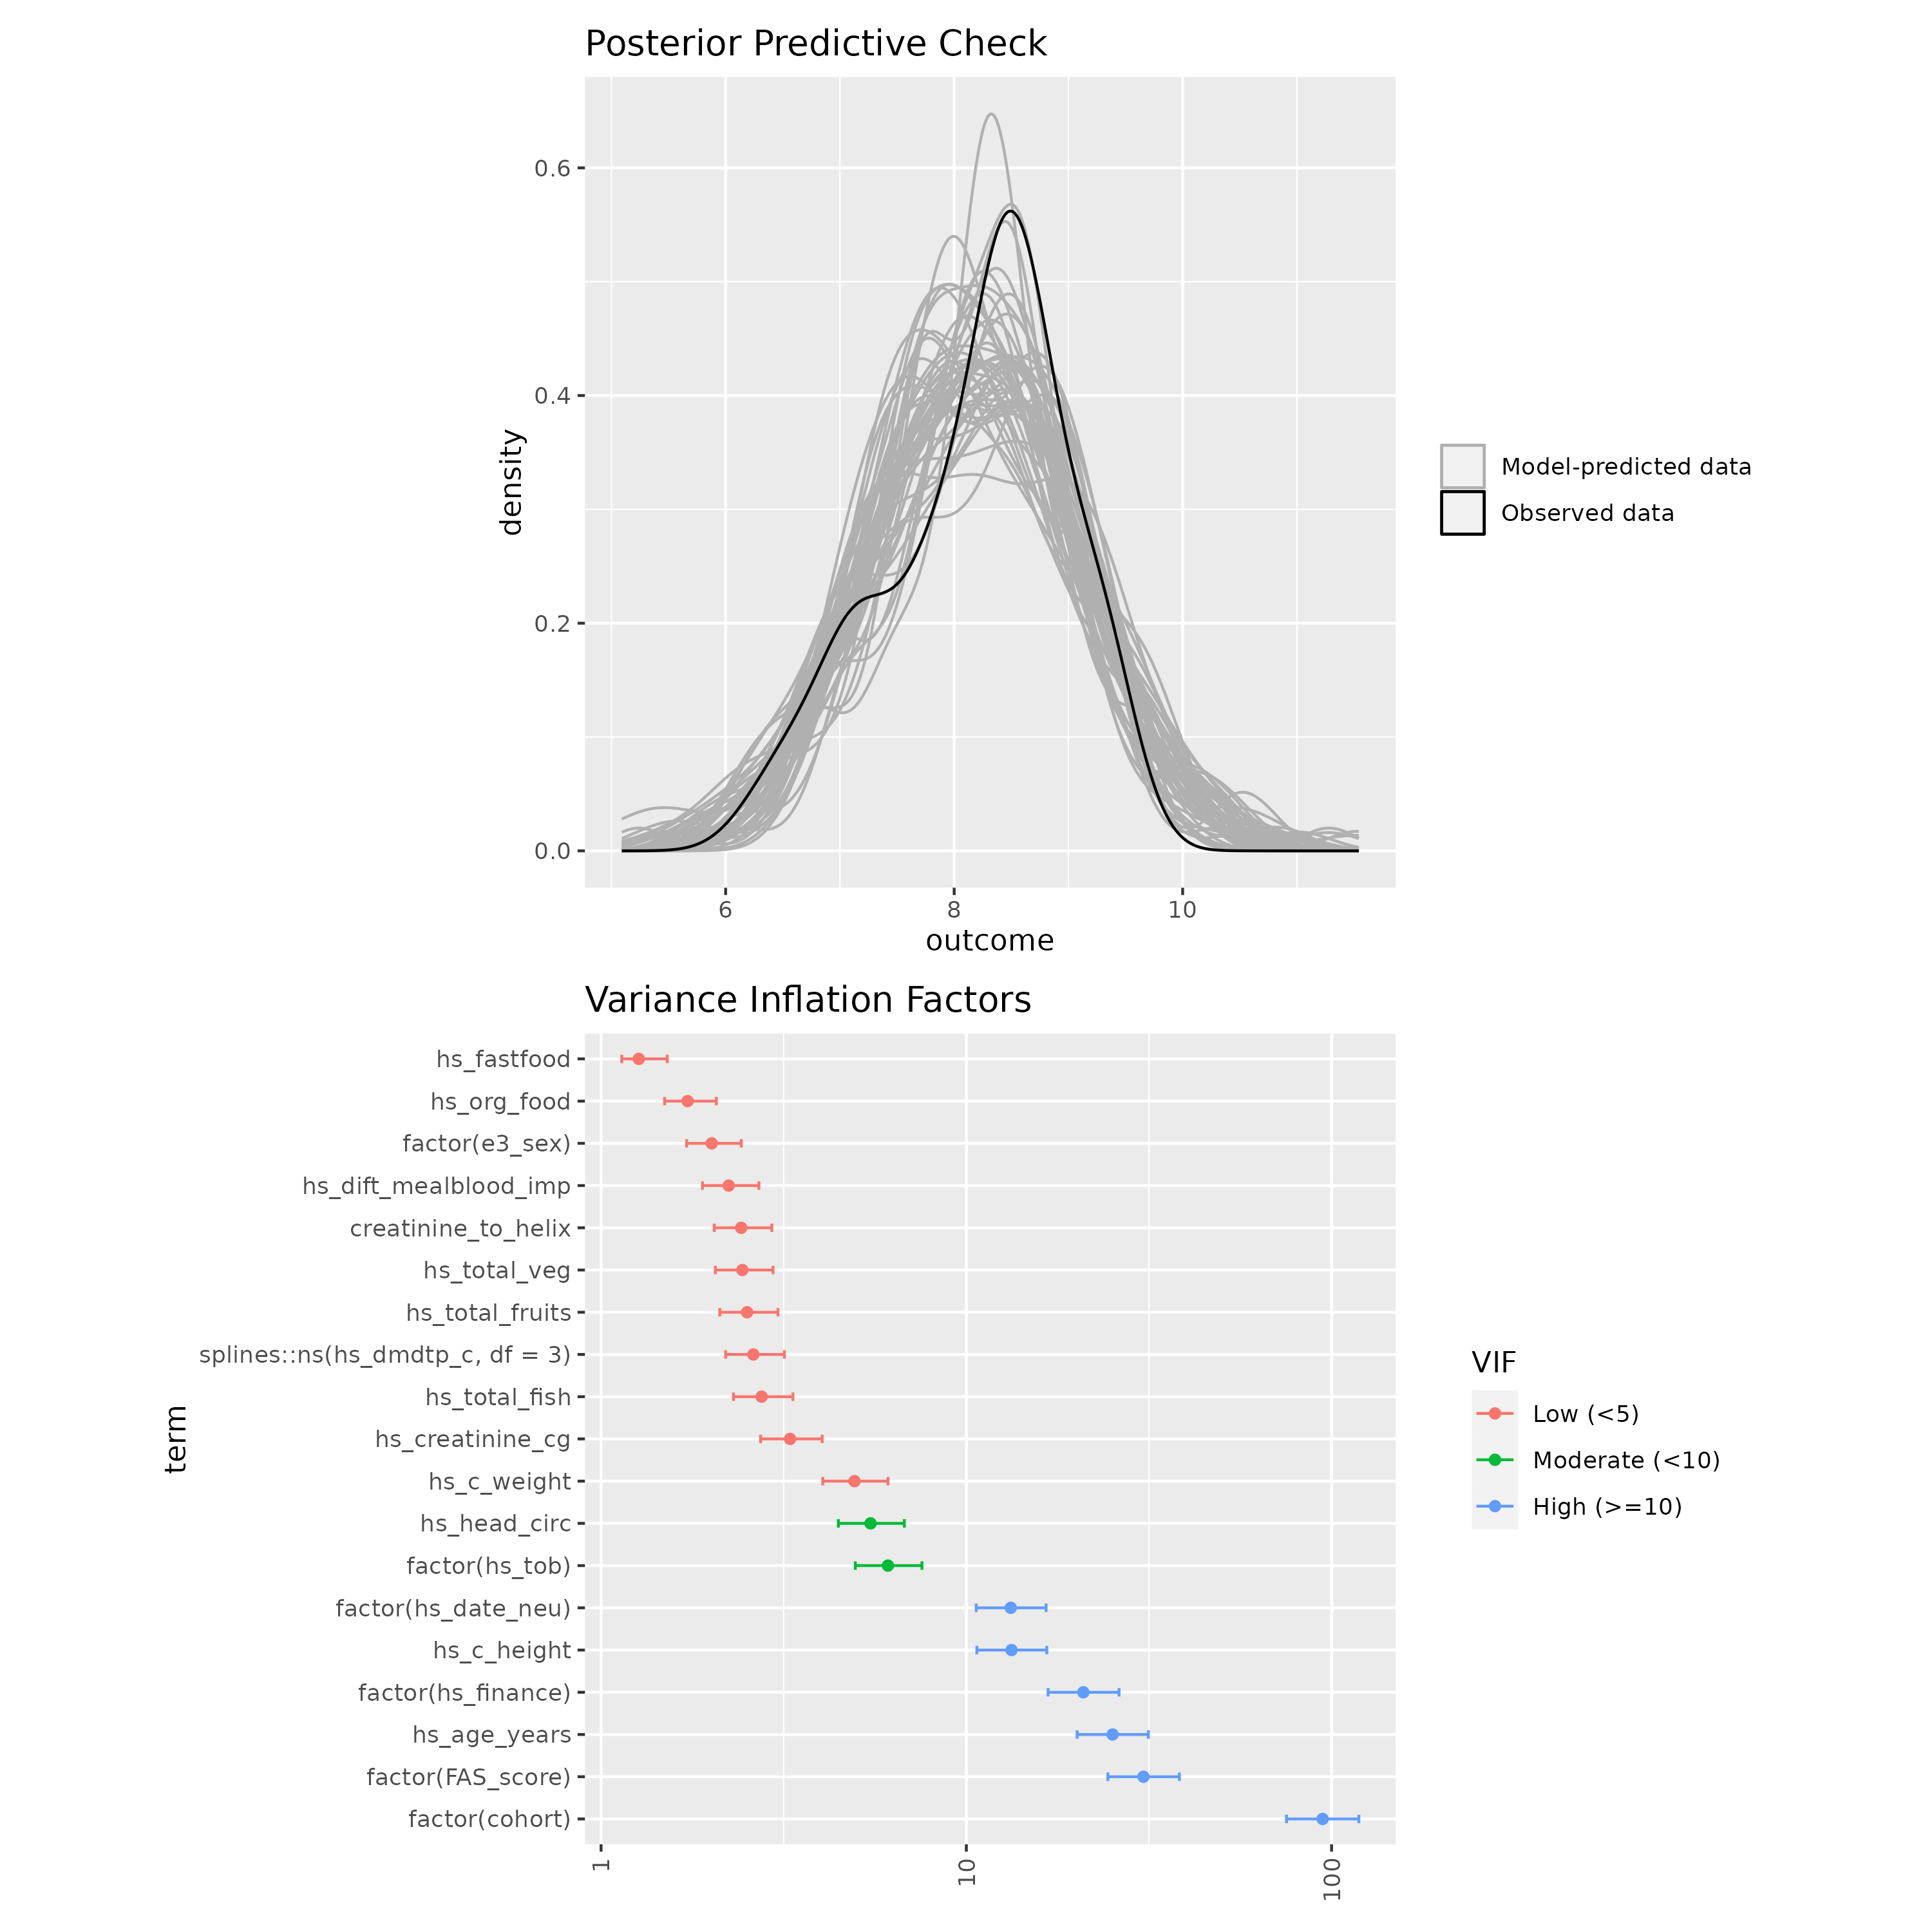 Posterior Predictive Check
density
0.6
0.4
0.2
0.0
6
8
10
outcome
Model-predicted data
Observed data
Variance Inflation Factors
term
hs_fastfood
hs_org_food
factor(e3_sex)
hs_dift_mealblood_imp
creatinine_to_helix
hs_total_veg
hs_total_fruits
splines::ns(hs_dmdtp_c, df = 3)
hs_total_fish
hs_creatinine_cg
hs_c_weight
hs_head_circ
factor(hs_tob)
factor(hs_date_neu)
hs_c_height
factor(hs_finance)
hs_age_years
factor(FAS_score)
factor(cohort)
1
10
100
VIF
Low (<5)
Moderate (<10)
High (>=10)